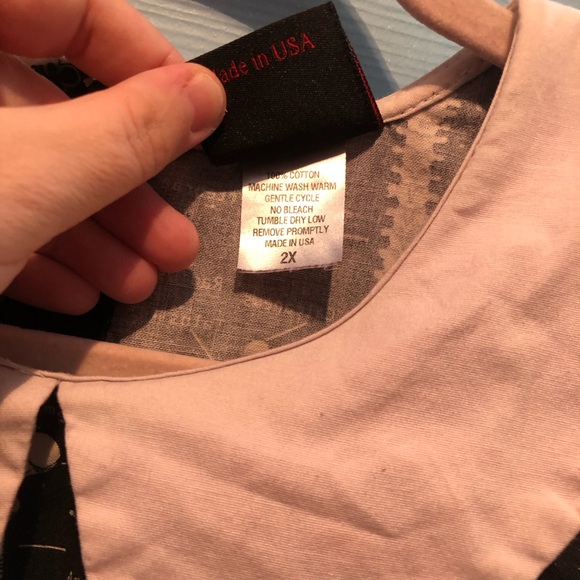 Made in USA
100% COTTON
MACHINE WASH WARM
GENTLE CYCLE
NO BLEACH
TUMBLE DRY LOW
REMOVE PROMPTLY
MADE IN USA
2X